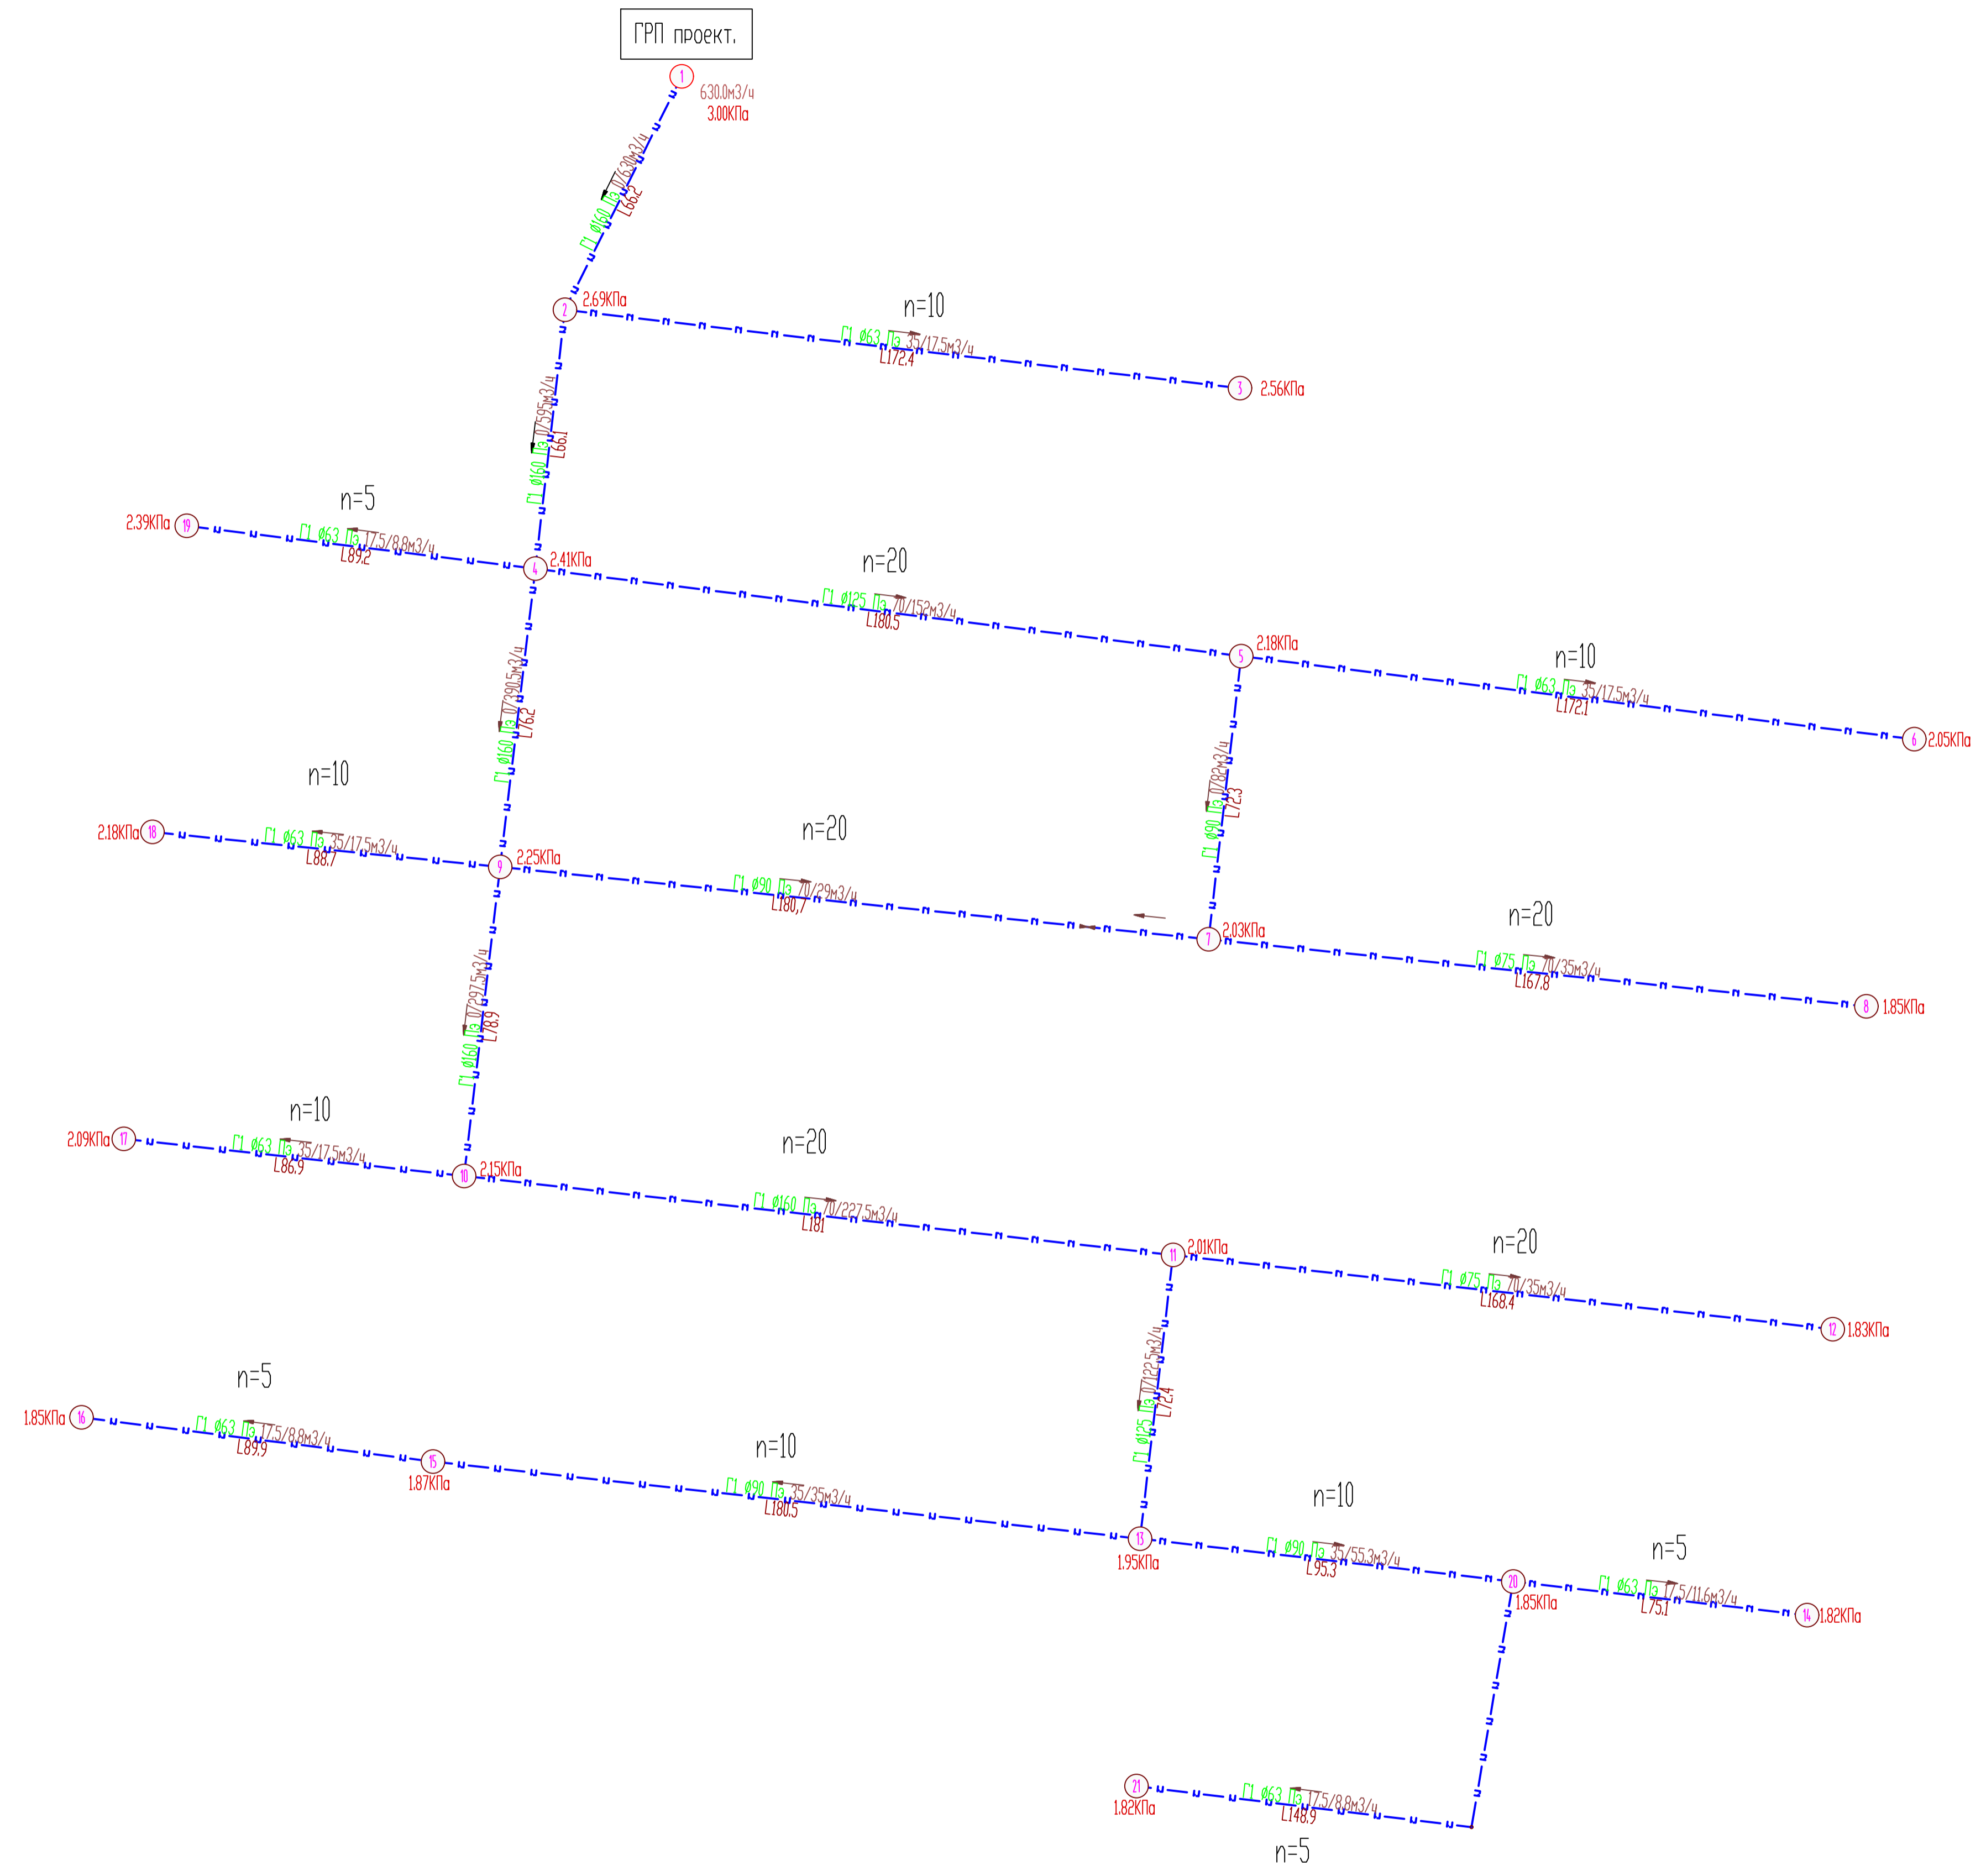 ГРП проект.
1
630.0м3/ч
3.00КПа
Г1 Ø160 Пэ 0/630м3/ч
L66.2
2
2.69КПа
n=10
Г1 Ø63 Пэ 35/17.5м3/ч
L172.4
3
2.56КПа
Г1 Ø160 Пэ 0/595м3/ч
L66.1
n=5
2.39КПа
19
Г1 Ø63 Пэ 17.5/8.8м3/ч
L89.2
4
2.41КПа
n=20
Г1 Ø125 Пэ 70/152м3/ч
L180.5
5
2.18КПа
n=10
Г1 Ø63 Пэ 35/17.5м3/ч
L172.1
6
2.05КПа
Г1 Ø160 Пэ 0/390.5м3/ч
L76.2
Г1 Ø90 Пэ 0/82м3/ч
L72.3
n=10
2.18КПа
18
Г1 Ø63 Пэ 35/17.5м3/ч
L88.7
9
2.25КПа
n=20
Г1 Ø90 Пэ 70/29м3/ч
L180,7
7
2.03КПа
n=20
Г1 Ø75 Пэ 70/35м3/ч
L167.8
8
1.85КПа
Г1 Ø160 Пэ 0/297.5м3/ч
L78.9
n=10
2.09КПа
17
Г1 Ø63 Пэ 35/17.5м3/ч
L86.9
10
2.15КПа
n=20
Г1 Ø160 Пэ 70/227.5м3/ч
L181
11
2.01КПа
n=20
Г1 Ø75 Пэ 70/35м3/ч
L168.4
12
1.83КПа
Г1 Ø125 Пэ 0/122.5м3/ч
L72.4
n=5
1.85КПа
16
Г1 Ø63 Пэ 17.5/8.8м3/ч
L89.9
15
1.87КПа
n=10
Г1 Ø90 Пэ 35/35м3/ч
L180.5
13
1.95КПа
n=10
Г1 Ø90 Пэ 35/55.3м3/ч
L95.3
20
1.85КПа
n=5
Г1 Ø63 Пэ 17.5/11.6м3/ч
L75.1
14
1.82КПа
21
1.82КПа
Г1 Ø63 Пэ 17.5/8.8м3/ч
L148.9
n=5